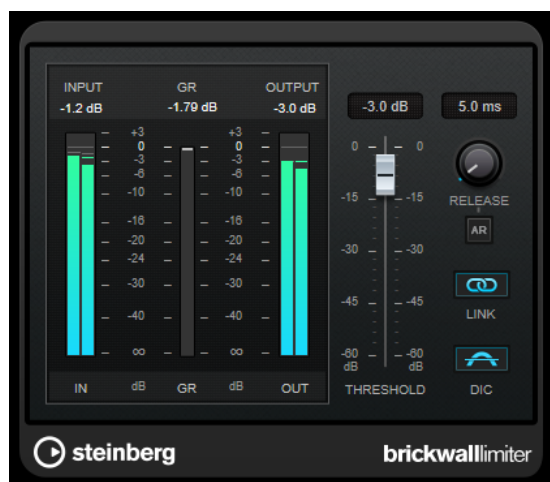 INPUT GR OUTPUT
-1.2 dB -1.79 dB -3.0 dB
-3.0 dB 5.0 ms
+3 +3
0 0
-3 -3
-6 -6
-10 -10
-16 -16
-20 -20
-24 -24
-30 -30
-40 -40
∞ ∞
IN dB GR dB OUT
0 0
-15 -15
-30 -30
-45 -45
-60 -60
dB dB
THRESHOLD
RELEASE
AR
LINK
DIC
steinberg
brickwalllimiter